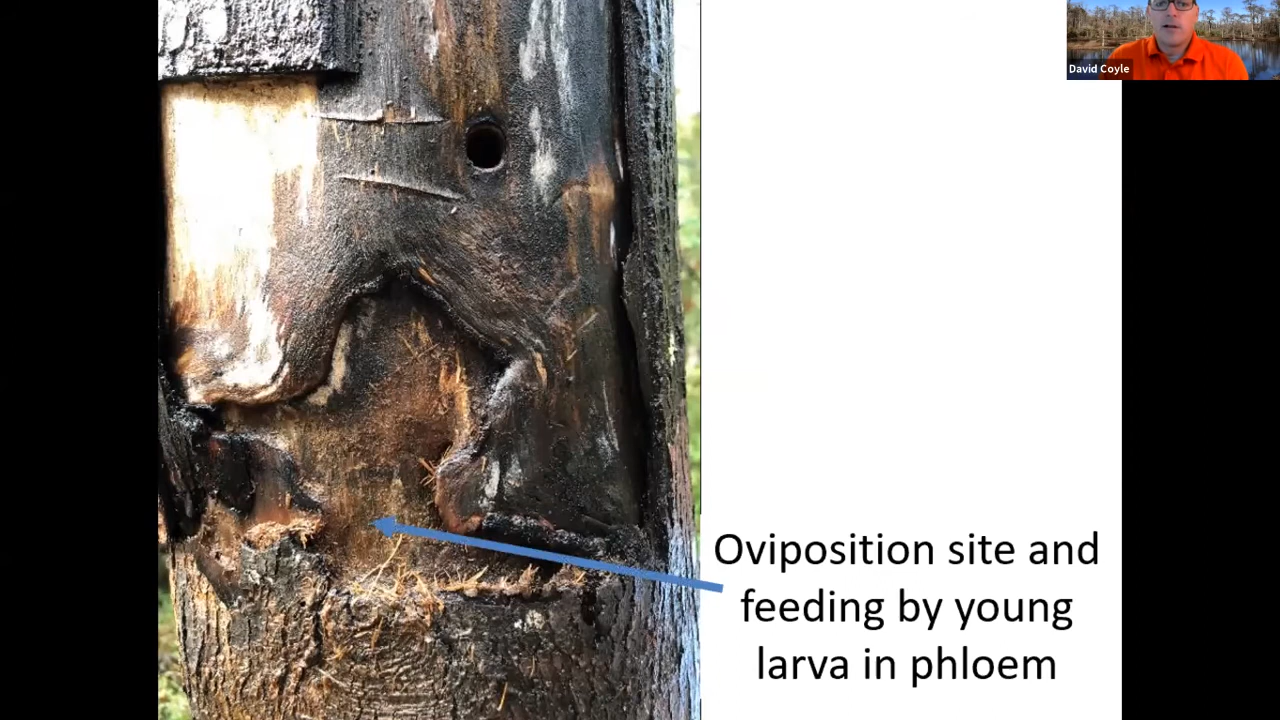 David Coyle
Oviposition site and
feeding by young
larva in phloem